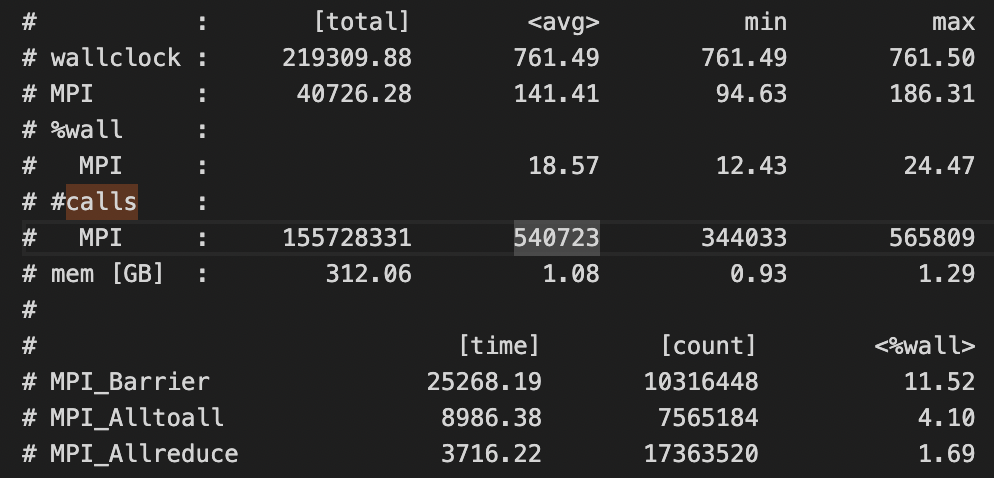 #           :       [total]        <avg>          min          max
# wallclock :     219309.88       761.49       761.49       761.50
# MPI       :      40726.28       141.41        94.63       186.31
# %wall     :
#   MPI     :                      18.57        12.43        24.47
# #calls    :
#   MPI     :     155728331       540723       344033       565809
# mem [GB]  :        312.06         1.08         0.93         1.29
#
#                             [time]        [count]        <%wall>
# MPI_Barrier               25268.19       10316448          11.52
# MPI_Alltoall               8986.38        7565184           4.10
# MPI_Allreduce              3716.22       17363520           1.69